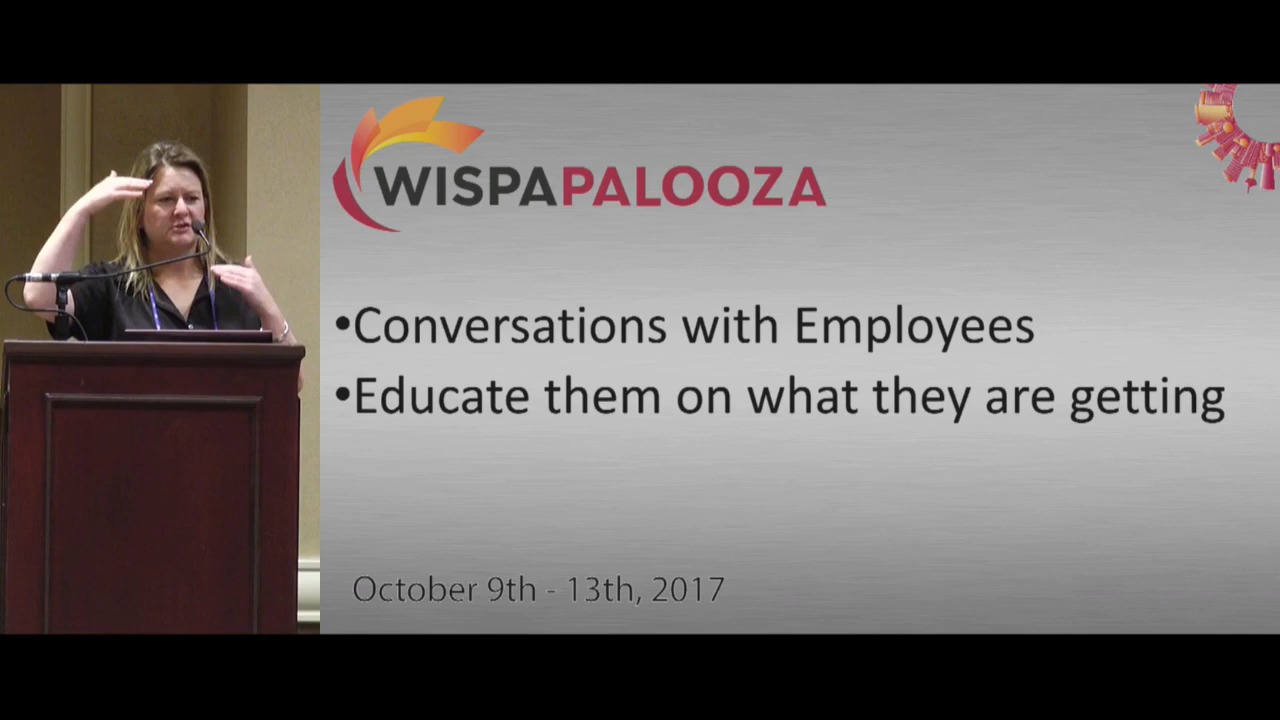 WISPAPALOOZA
•Conversations with Employees
•Educate them on what they are getting
October 9th - 13th, 2017